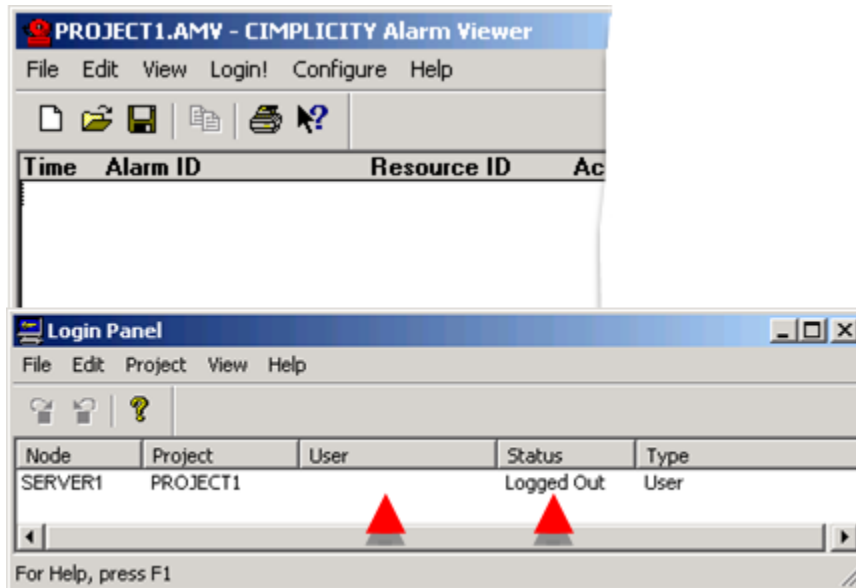 PROJECT1.AMV - CIMPLICITY Alarm Viewer
File Edit View Login! Configure Help
Time Alarm ID Resource ID Ac
Login Panel
File Edit Project View Help
Node Project User Status Type
SERVER1 PROJECT1 Logged Out User
For Help, press F1